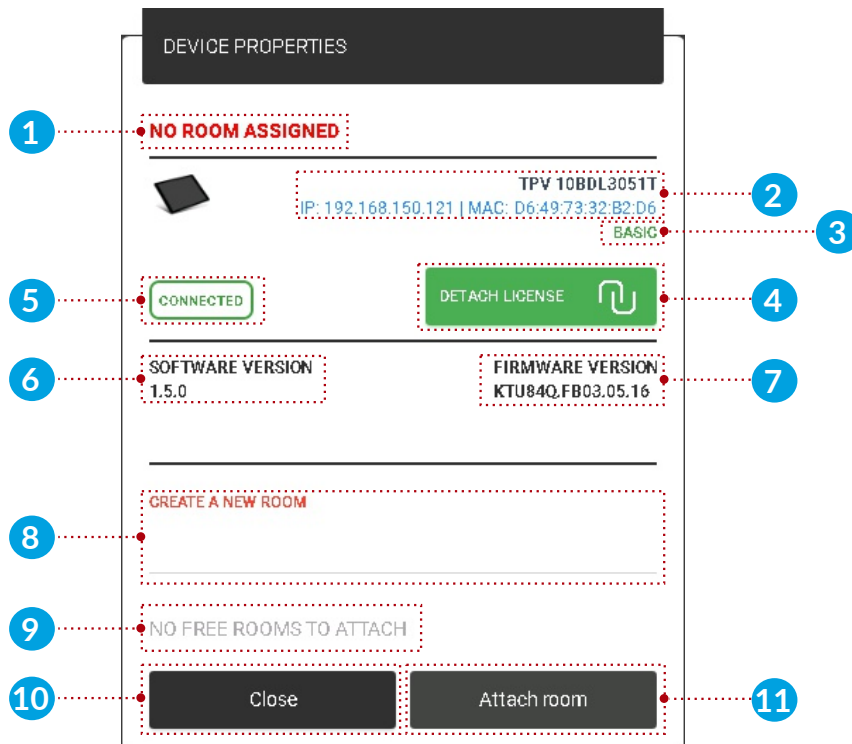 DEVICE PROPERTIES
1
NO ROOM ASSIGNED
TPV 10BDL3051T
2
IP: 192.168.150.121 | MAC: D6:49:73:32:B2:D6
BASIC
3
5
CONNECTED
DETACH LICENSE
4
6
SOFTWARE VERSION
1.5.0
FIRMWARE VERSION
KTU84Q.FB03.05.16
7
CREATE A NEW ROOM
8
9
NO FREE ROOMS TO ATTACH
10
Close
Attach room
11